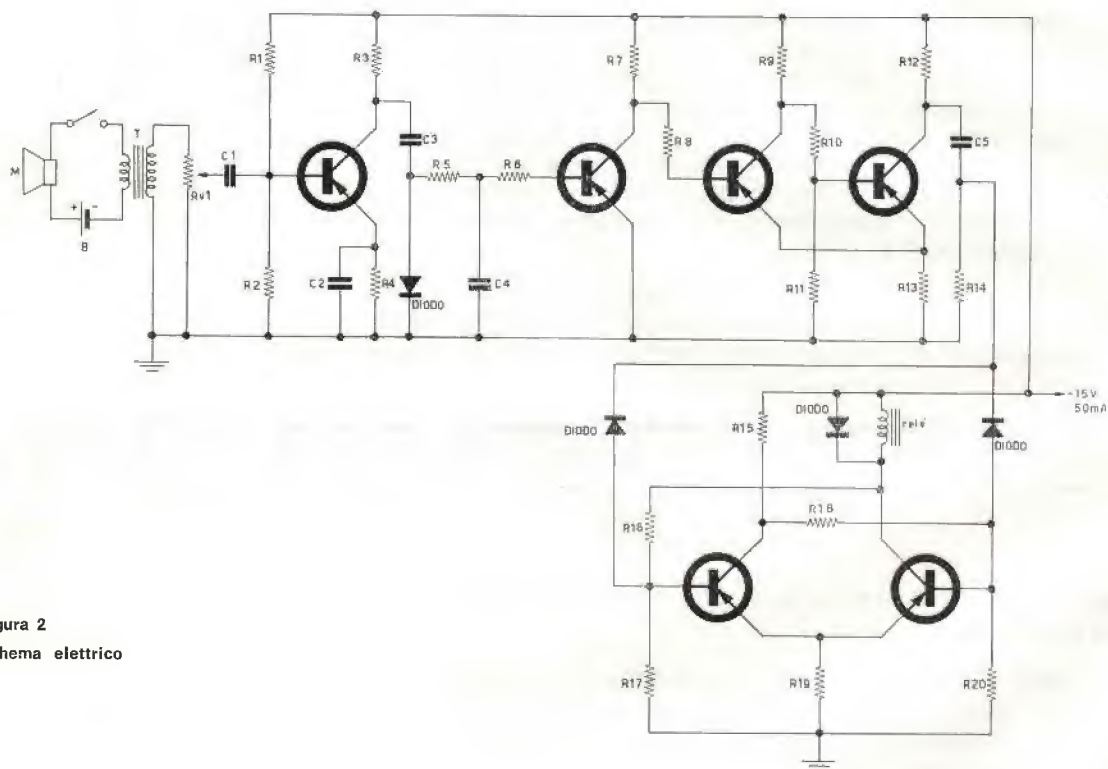 R1
R3
R7
R9
R12
M
T
Rv1
C1
C3
R5
R6
R8
R10
C5
+ -
B
R2
C2
R4
DIODO
C4
R11
R13
R14
-15V
50mA
DIODO
R15
DIODO
relè
DIODO
R16
R18
gura 2
hema elettrico
R17
R19
R20